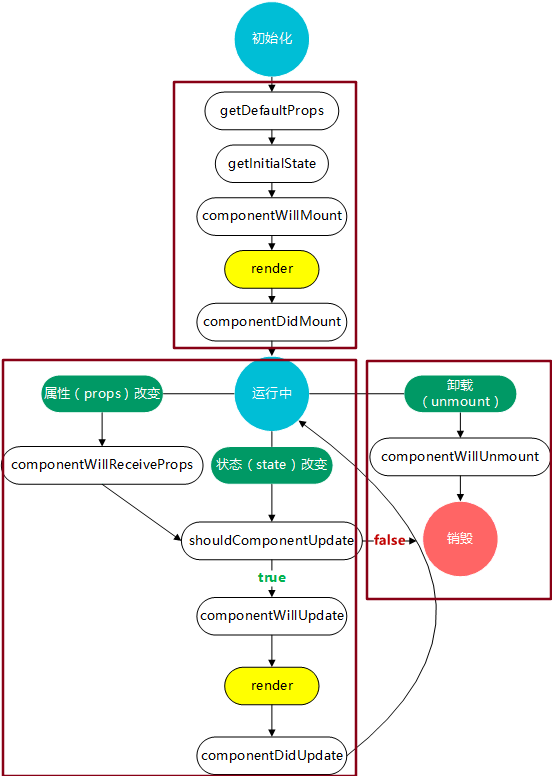 初始化
getDefaultProps
getInitialState
componentWillMount
render
componentDidMount
属性（props）改变
运行中
卸载
（unmount）
componentWillReceiveProps
状态（state）改变
componentWillUnmount
shouldComponentUpdate
false
销毁
true
componentWillUpdate
render
componentDidUpdate